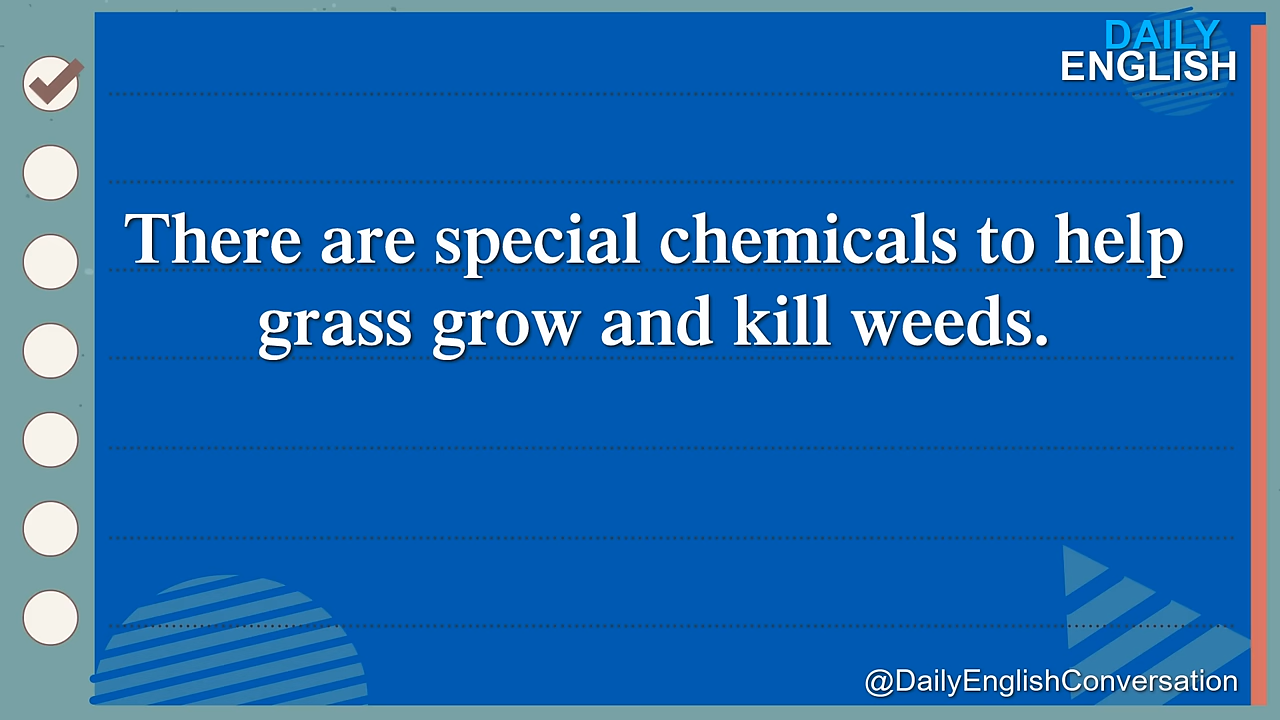 DAILY
ENGLISH
There are special chemicals to help
grass grow and kill weeds.
@DailyEnglishConversation